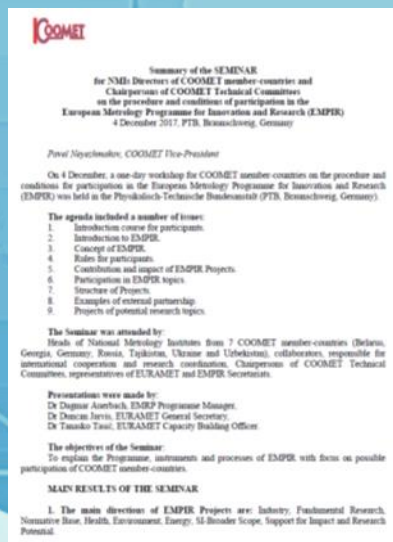 COOMET
Summary of the SEMINAR
for NMIs Directors of COOMET member-countries and
Chairpersons of COOMET Technical Committees
on the procedure and conditions of participation in the
European Metrology Programme for Innovation and Research (EMPIR)
4 December 2017, PTB, Braunschweig, Germany
Pavel Neyezhmakov, COOMET Vice-President
On 4 December, a one-day workshop for COOMET member-countries on the procedure and
conditions for participation in the European Metrology Programme for Innovation and Research
(EMPIR) was held in the Physikalisch-Technische Bundesanstalt (PTB, Braunschweig, Germany).
The agenda included a number of issues:
1. Introduction course for participants.
2. Introduction to EMPIR.
3. Concept of EMPIR.
4. Rules for participants.
5. Contribution and impact of EMPIR Projects.
6. Participation in EMPIR topics.
7. Structure of Projects.
8. Examples of external partnership.
9. Projects of potential research topics.
The Seminar was attended by:
Heads of National Metrology Institutes from 7 COOMET member-countries (Belarus,
Georgia, Germany, Russia, Tajikistan, Ukraine and Uzbekistan), collaborators, responsible for
international cooperation and research coordination, Chairpersons of COOMET Technical
Committees, representatives of EURAMET and EMPIR Secretariats.
Presentations were made by:
Dr Dagmar Auerbach, EMRP Programme Manager,
Dr Duncan Jarvis, EURAMET General Secretary,
Dr Tanasko Tasić, EURAMET Capacity Building Officer.
The objectives of the Seminar:
To explain the Programme, instruments and processes of EMPIR with focus on possible
participation of COOMET member-countries.
MAIN RESULTS OF THE SEMINAR
1. The main directions of EMPIR Projects are: Industry, Fundamental Research,
Normative Base, Health, Environment, Energy, SI-Broader Scope, Support for Impact and Research
Potential.